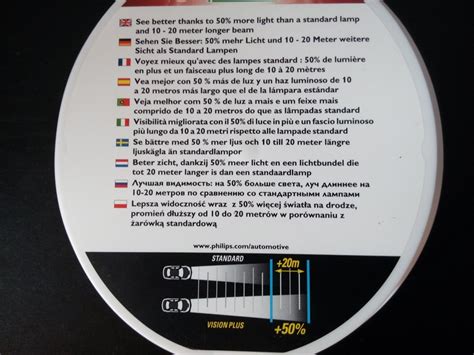 See better thanks to 50% more light than a standard lamp
and 10 - 20 meter longer beam
Sehen Sie Besser: 50% mehr Licht und 10 - 20 Meter weitere
Sicht als Standard Lampen
Voyez mieux qu'avec des lampes standard : 50% de lumière
en plus et un faisceau plus long de 10 à 20 mètres
Vea mejor con 50 % más de luz y un haz luminoso de 10
a 20 metros más largo que el de la lámpara estándar
Veja melhor com 50 % de luz a mais e um feixe mais
comprido de 10 a 20 metros do que as lâmpadas standard
Visibilità migliorata con il 50% di luce in più e un fascio luminoso
più lungo da 10 a 20 metri rispetto alle lampade standard
Se bättre med 50 % mer ljus och 10 till 20 meter längre
ljuskägla än standardlampor
Beter zicht, dankzij 50% meer licht en een lichtbundel die
tot 20 meter langer is dan een standaardlamp
Лучшая видимость: на 50% больше света, луч длиннее на
10-20 метров по сравнению со стандартными лампами
Lepsza widoczność wraz z 50% więcej światła na drodze,
promień dłuższy od 10 do 20 metrów w porównaniu z
żarówką standardową
www.philips.com/automotive
STANDARD
+20m
VISION PLUS
+50%